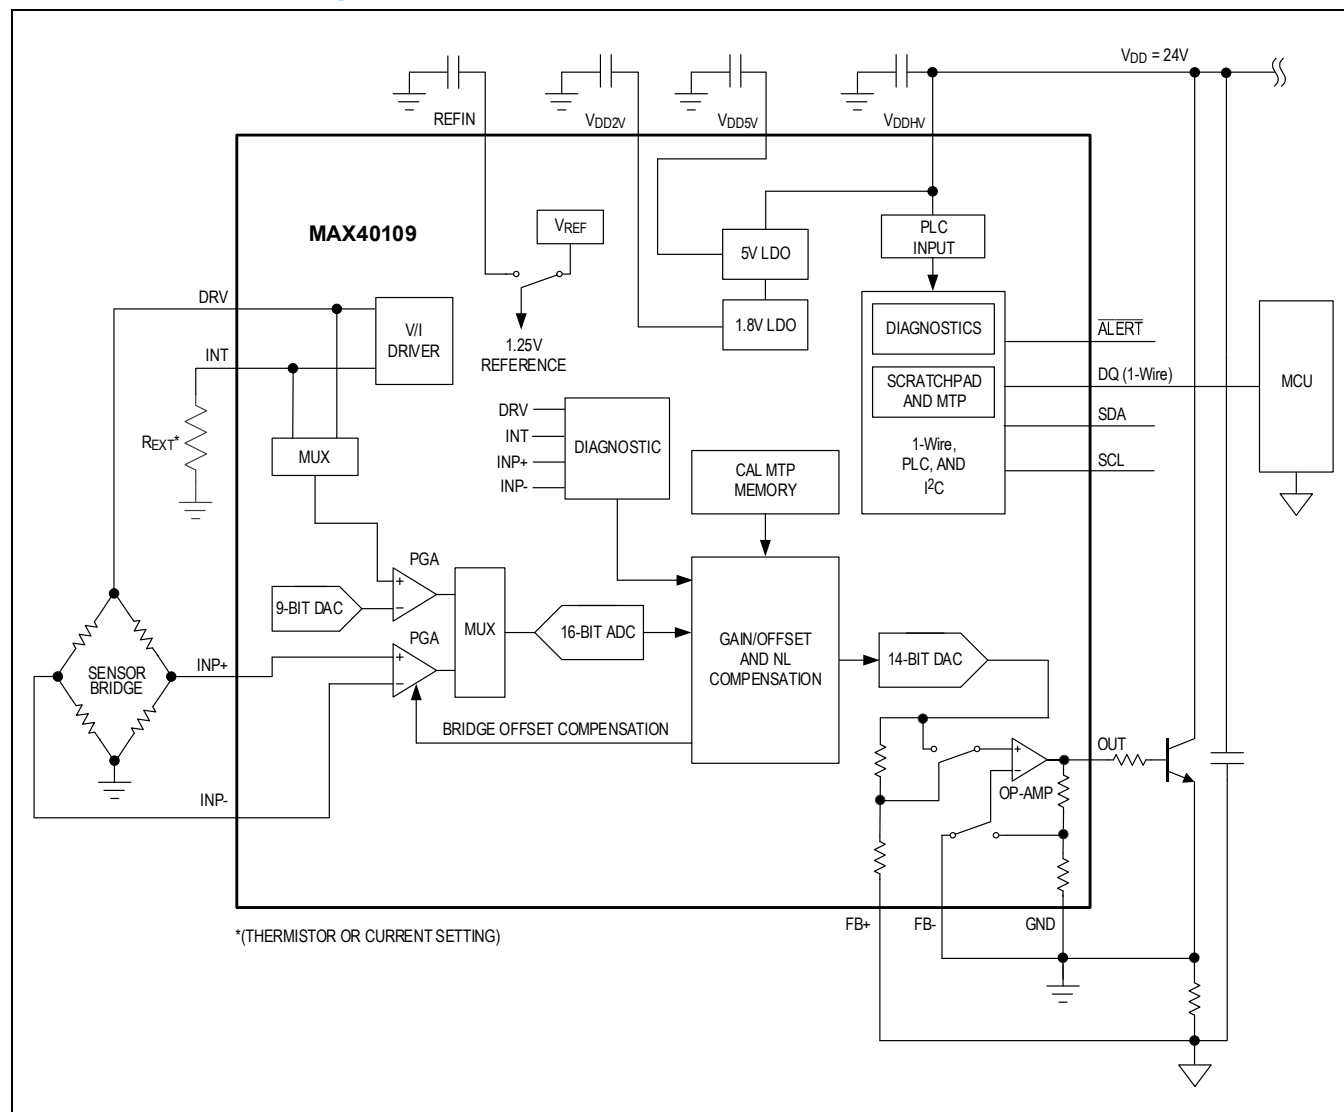 VDD = 24V
REFIN
VDD2V
VDD5V
VDDHV
MAX40109
VREF
5V LDO
PLC
INPUT
DRV
V/I
DRIVER
1.8V LDO
1.25V
REFERENCE
DIAGNOSTICS
ALERT
INT
SCRATCHPAD
AND MTP
DQ (1-Wire)
MCU
REXT*
MUX
DRV
INT
INP+
INP-
DIAGNOSTIC
CAL MTP
MEMORY
1-Wire,
PLC, AND
I2C
SDA
SCL
PGA
+
−
9-BIT DAC
MUX
16-BIT ADC
GAIN/OFFSET
AND NL
COMPENSATION
14-BIT DAC
PGA
+
−
INP+
SENSOR
BRIDGE
BRIDGE OFFSET COMPENSATION
INP-
+
−
OP-AMP
OUT
FB+
FB-
GND
*(THERMISTOR OR CURRENT SETTING)